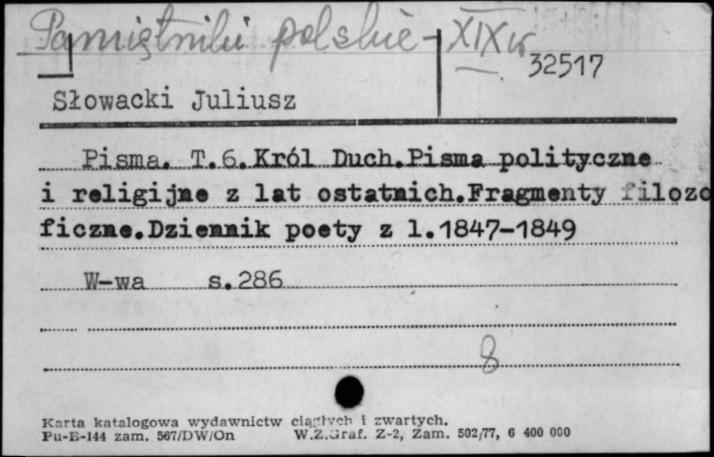 Pamiętniki polskie - XIX w
32517
Słowacki Juliusz
Pisma. T.6.Król Duch.Pisma polityczne
i religijne z lat ostatnich.Fragmenty filozo
ficzne.Dziennik poety z l.1847-1849
W-wa s.286
8
Karta katalogowa wydawnictw ciągłych i zwartych.
Pu-E-144 zam. 567/DW/On W.Z.Graf. Z-2, Zam. 502/77, 6 400 000